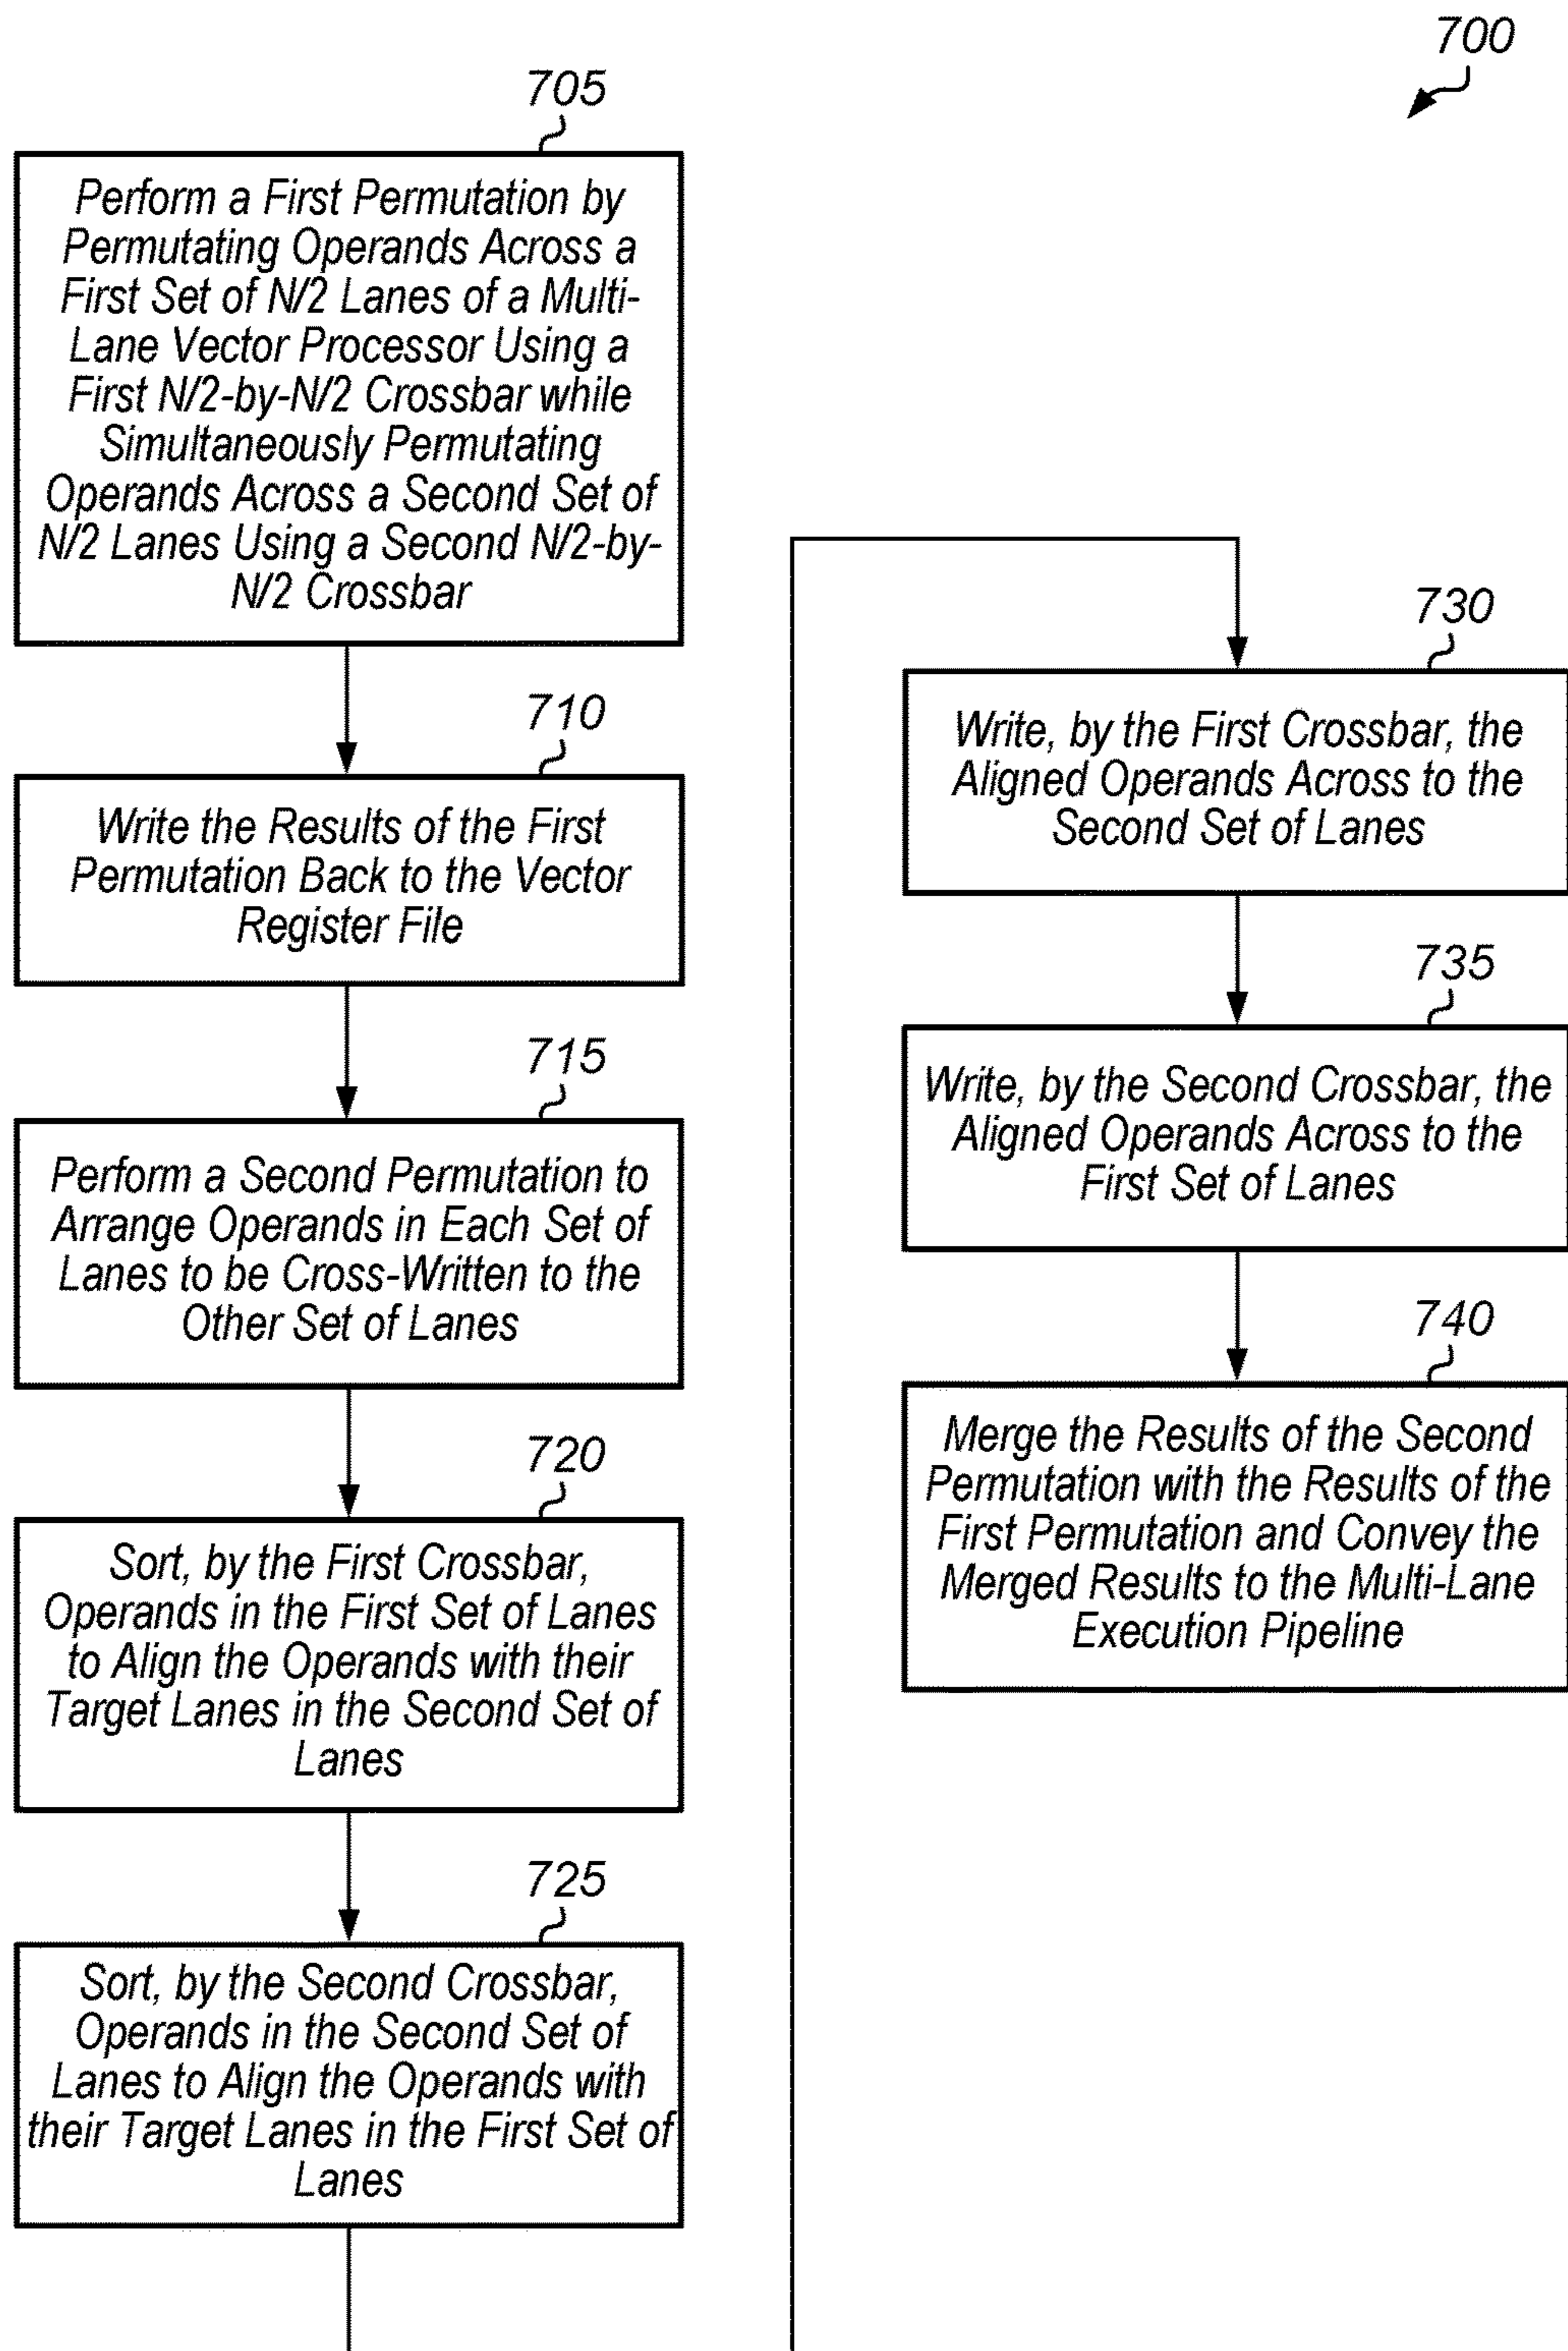 700
705
Perform a First Permutation by
Permutating Operands Across a
First Set of N/2 Lanes of a Multi-
Lane Vector Processor Using a
First N/2-by-N/2 Crossbar while
Simultaneously Permutating
Operands Across a Second Set of
N/2 Lanes Using a Second N/2-by-
N/2 Crossbar
710
Write the Results of the First
Permutation Back to the Vector
Register File
715
Perform a Second Permutation to
Arrange Operands in Each Set of
Lanes to be Cross-Written to the
Other Set of Lanes
720
Sort, by the First Crossbar,
Operands in the First Set of Lanes
to Align the Operands with their
Target Lanes in the Second Set of
Lanes
725
Sort, by the Second Crossbar,
Operands in the Second Set of
Lanes to Align the Operands with
their Target Lanes in the First Set of
Lanes
730
Write, by the First Crossbar, the
Aligned Operands Across to the
Second Set of Lanes
735
Write, by the Second Crossbar, the
Aligned Operands Across to the
First Set of Lanes
740
Merge the Results of the Second
Permutation with the Results of the
First Permutation and Convey the
Merged Results to the Multi-Lane
Execution Pipeline